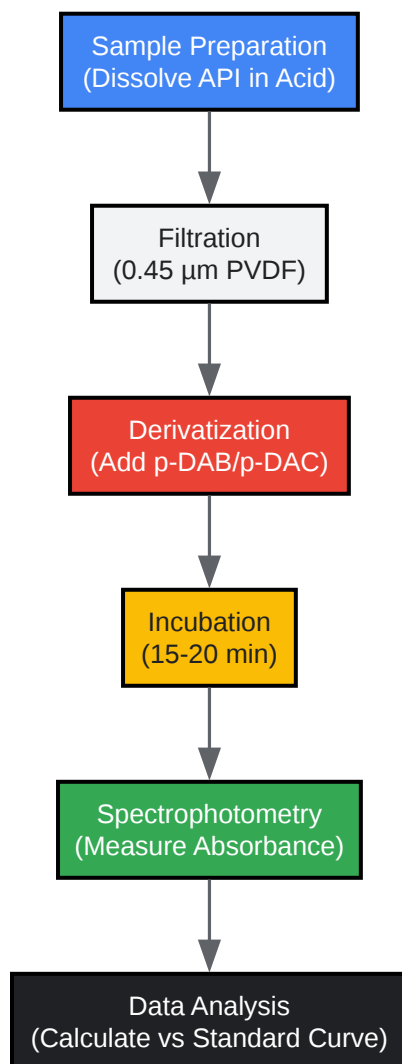 Sample Preparation
(Dissolve API in Acid)
Filtration
(0.45 µm PVDF)
Derivatization
(Add p-DAB/p-DAC)
Incubation
(15-20 min)
Spectrophotometry
(Measure Absorbance)
Data Analysis
(Calculate vs Standard Curve)